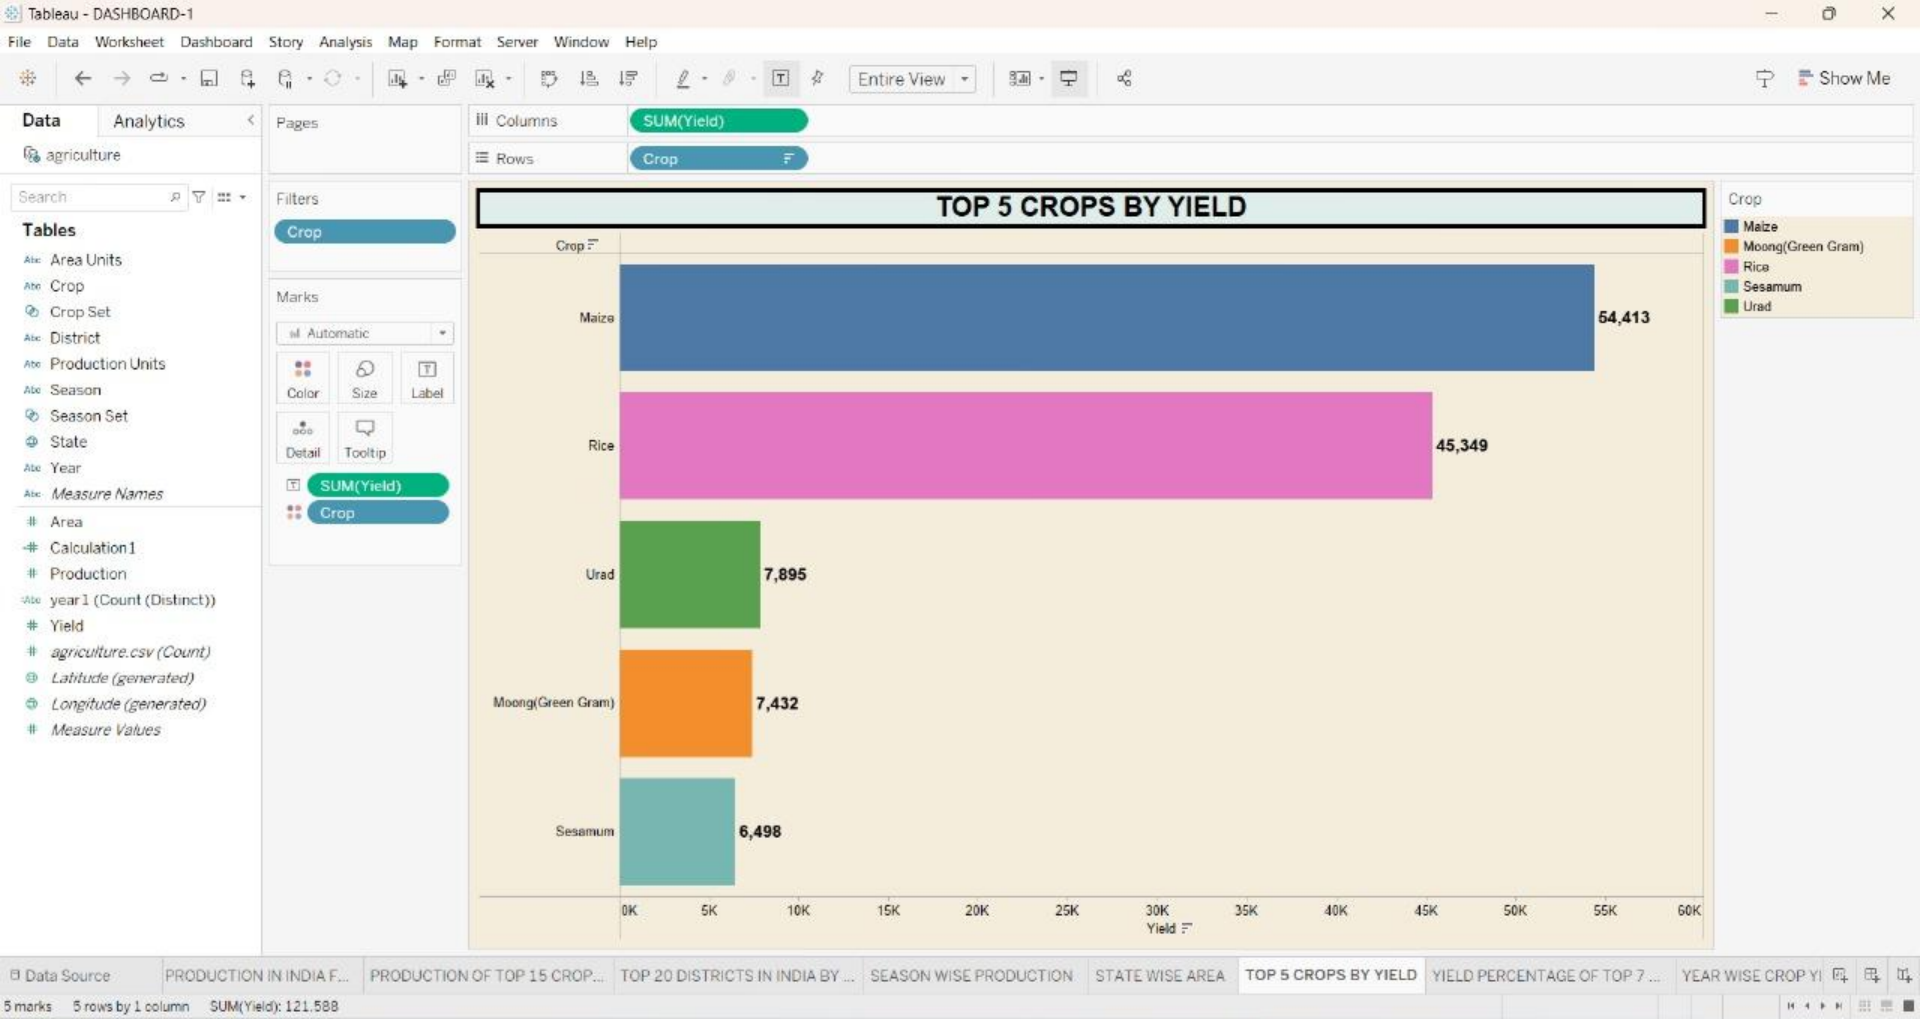 Tableau - DASHBOARD-1
File Data Worksheet Dashboard Story Analysis Map Format Server Window Help
Entire View
Show Me
Data Analytics
agriculture
Search
Tables
Area Units
Crop
Crop Set
District
Production Units
Season
Season Set
State
Year
Measure Names
Area
Calculation1
Production
year1 (Count (Distinct))
Yield
agriculture.csv (Count)
Latitude (generated)
Longitude (generated)
Measure Values
Pages
Filters
Crop
Marks
Automatic
Color Size Label
Detail Tooltip
SUM(Yield)
Crop
Columns SUM(Yield)
Rows Crop
TOP 5 CROPS BY YIELD
Crop
Maize 54,413
Rice 45,349
Urad 7,895
Moong(Green Gram) 7,432
Sesamum 6,498
0K 5K 10K 15K 20K 25K 30K 35K 40K 45K 50K 55K 60K
Yield
Crop
Maize
Moong(Green Gram)
Rice
Sesamum
Urad
Data Source PRODUCTION IN INDIA F... PRODUCTION OF TOP 15 CROP... TOP 20 DISTRICTS IN INDIA BY ... SEASON WISE PRODUCTION STATE WISE AREA TOP 5 CROPS BY YIELD YIELD PERCENTAGE OF TOP 7 ... YEAR WISE CROP YI
5 marks 5 rows by 1 column SUM(Yield): 121,588